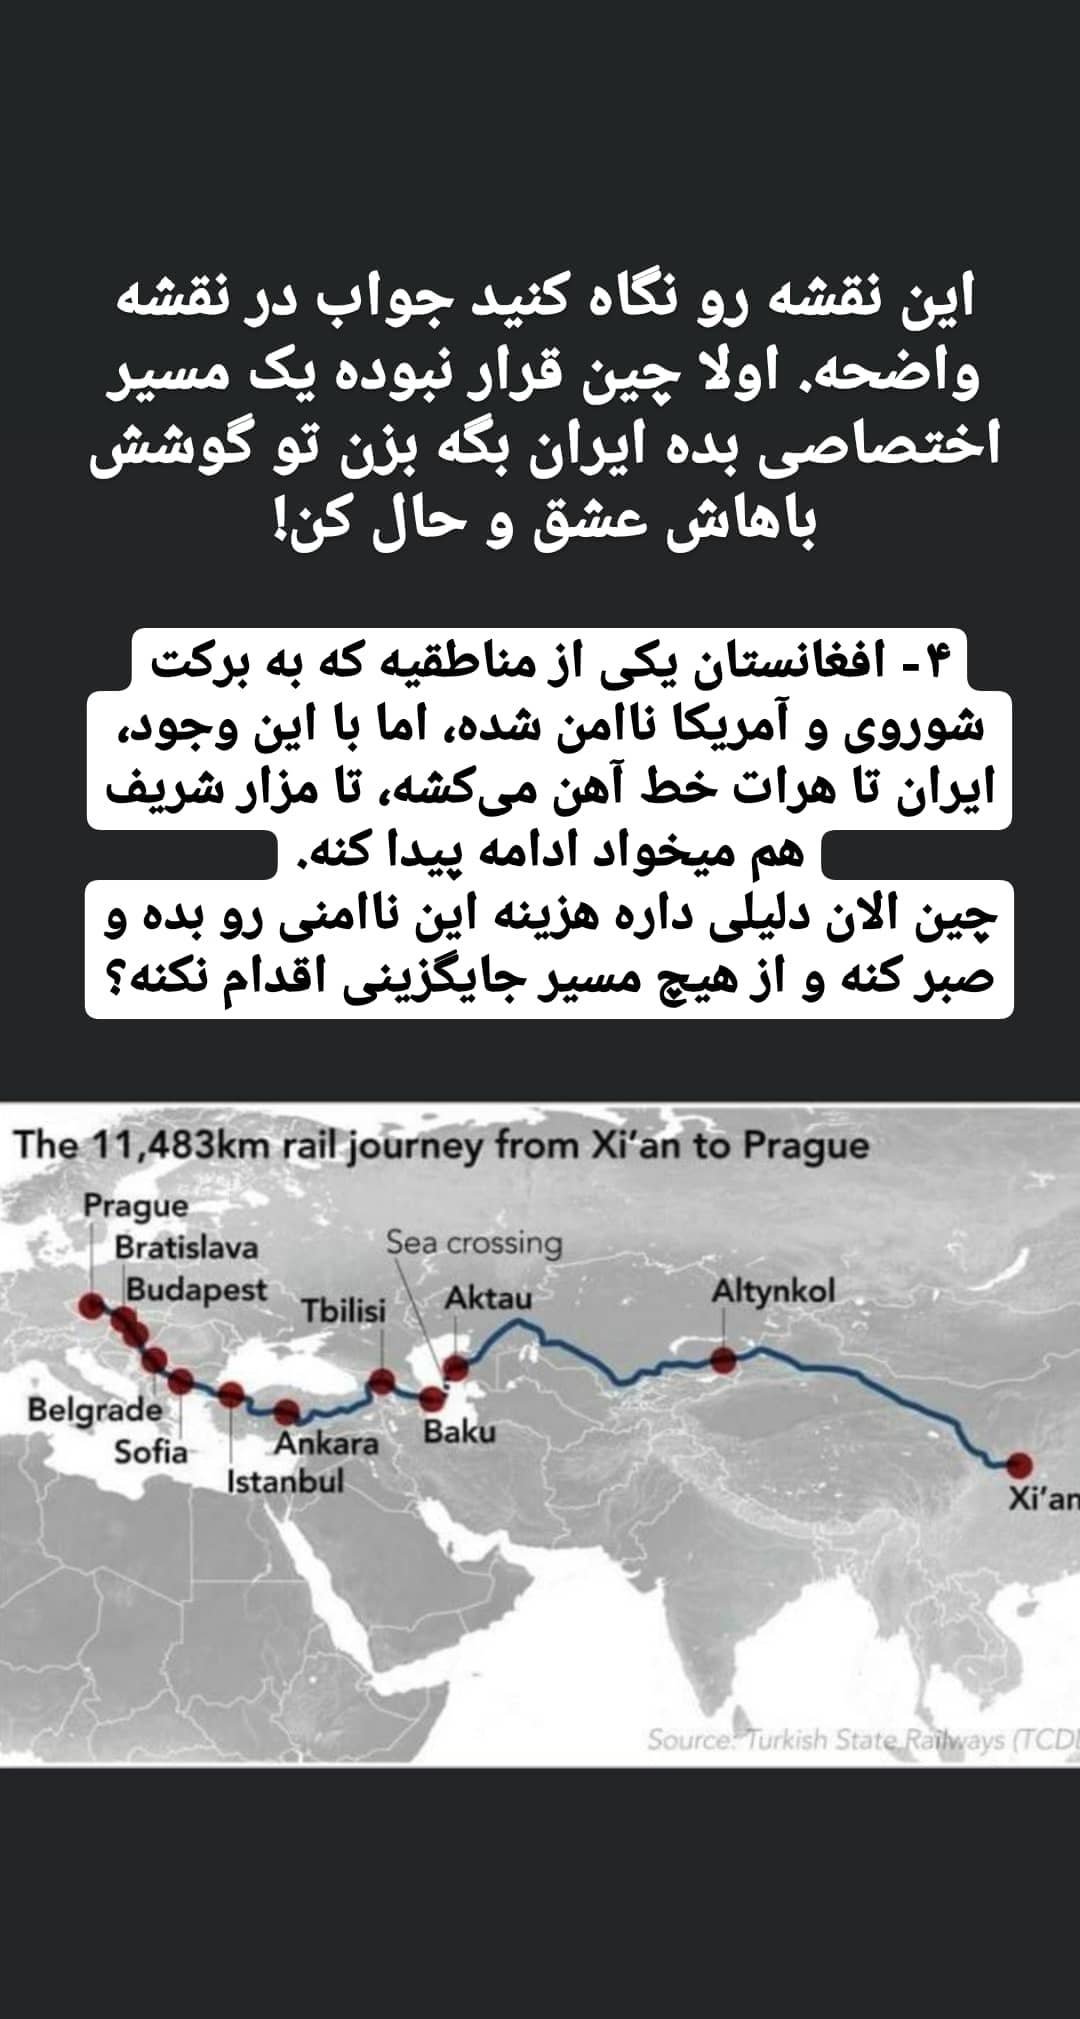 این نقشه رو نگاه کنید جواب در نقشه
واضحه. اولا چین قرار نبوده یک مسیر
اختصاصی بده ایران بگه بزن تو گوشش
باهاش عشق و حال کن!
۴- افغانستان یکی از مناطقیه که به برکت
شوروی و آمریکا ناامن شده، اما با این وجود،
ایران تا هرات خط آهن می‌کشه، تا مزار شریف
هم میخواد ادامه پیدا کنه.
چین الان دلیلی داره هزینه این ناامنی رو بده و
صبر کنه و از هیچ مسیر جایگزینی اقدام نکنه؟
The 11,483km rail journey from Xi'an to Prague
Prague
Bratislava
Sea crossing
Budapest
Altynkol
Tbilisi
Aktau
Belgrade
Baku
Sofia
Ankara
Istanbul
Xi'an
Source: Turkish State Railways (TCD